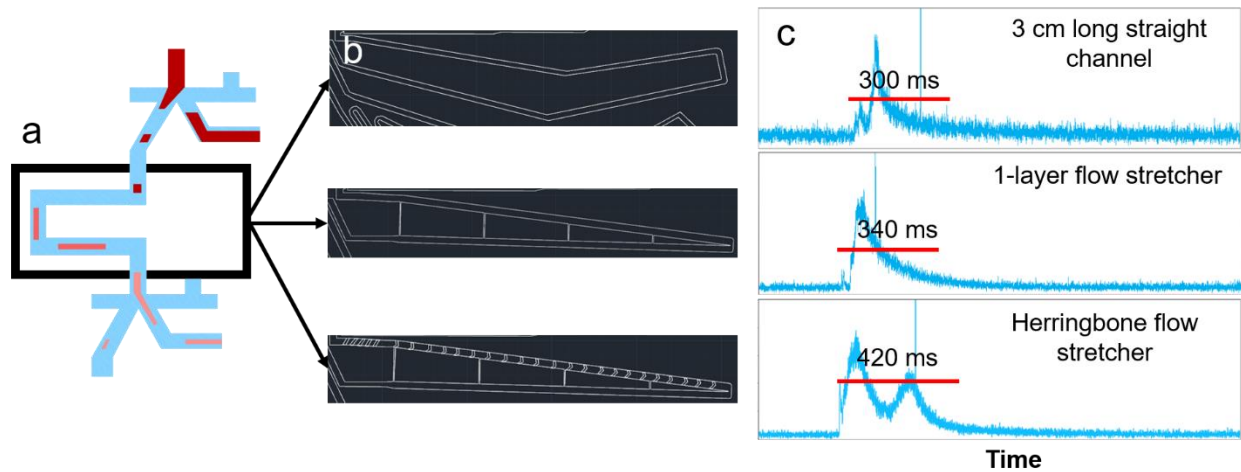 a
b
c
3 cm long straight
channel
300 ms
1-layer flow stretcher
340 ms
Herringbone flow
stretcher
420 ms
Time